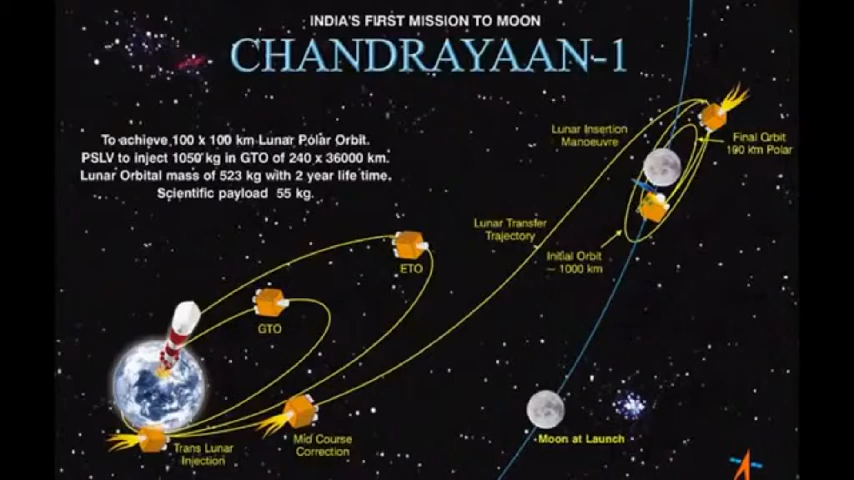 INDIA'S FIRST MISSION TO MOON
CHANDRAYAAN-1
To achieve 100 x 100 km Lunar Polar Orbit.
PSLV to inject 1050 kg in GTO of 240 x 36000 km.
Lunar Orbital mass of 523 kg with 2 year life time.
Scientific payload 55 kg.
Lunar Insertion
Manoeuvre
Final Orbit
100 km Polar
Lunar Transfer
Trajectory
Initial Orbit
~ 1000 km
ETO
GTO
Mid Course
Correction
Trans Lunar
Injection
Moon at Launch